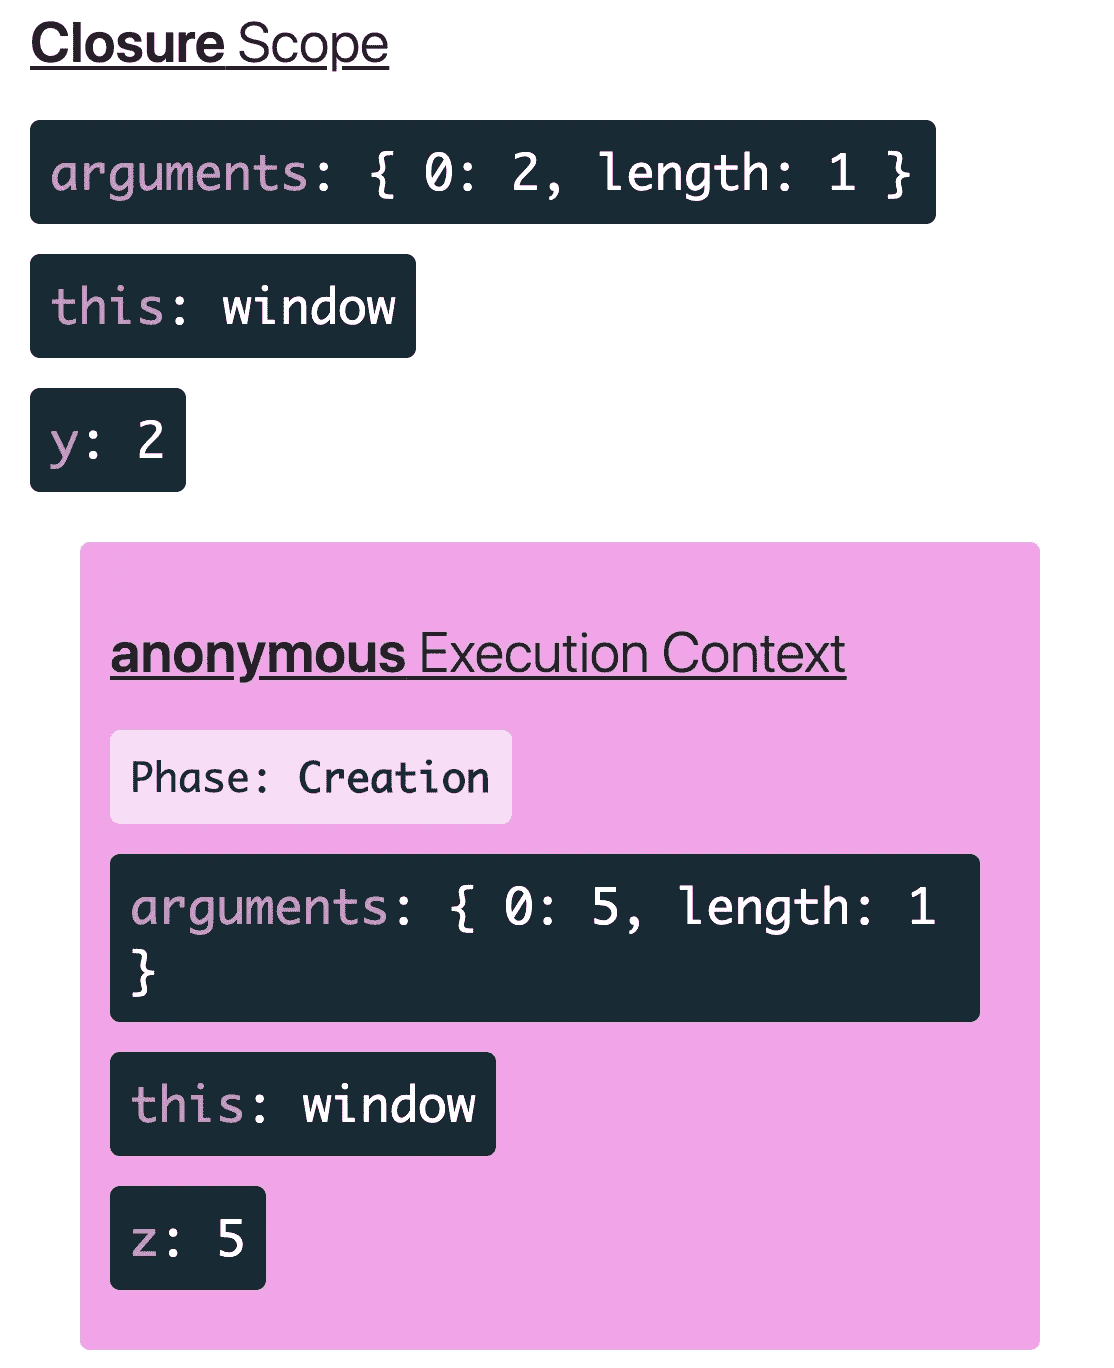 Closure Scope
arguments: { 0: 2, length: 1 }
this: window
y: 2
anonymous Execution Context
Phase: Creation
arguments: { 0: 5, length: 1
}
this: window
z: 5